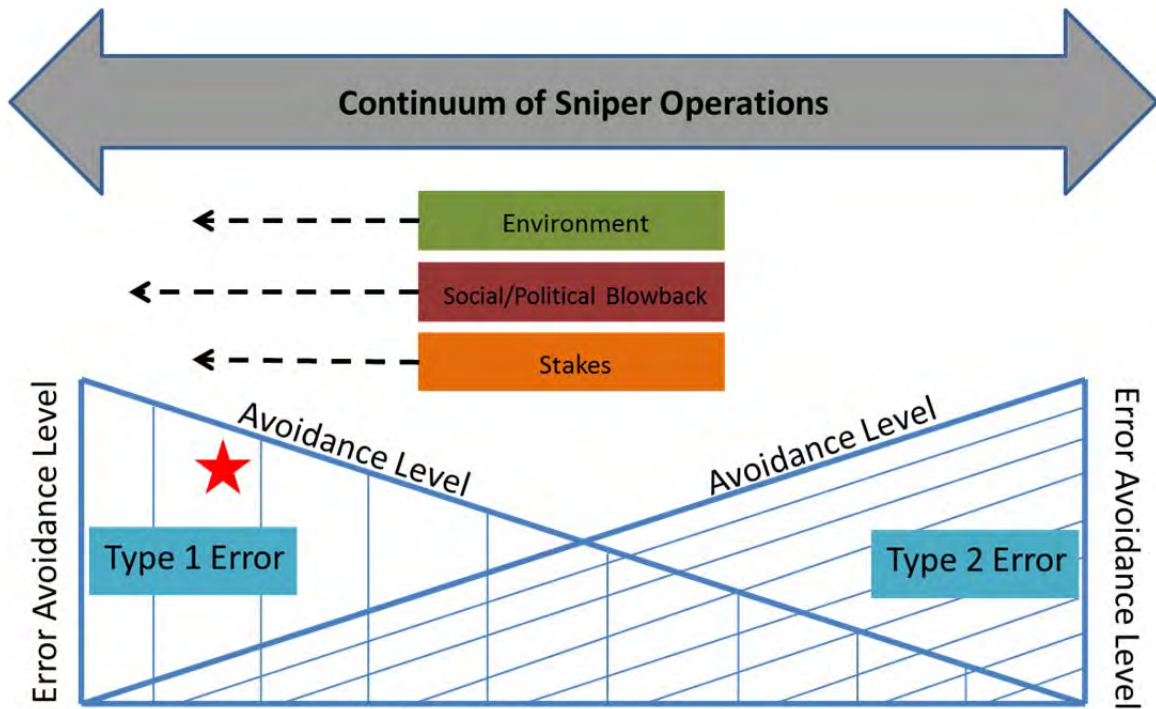 Continuum of Sniper Operations
Environment
Social/Political Blowback
Stakes
Error Avoidance Level
Avoidance Level
Avoidance Level
Error Avoidance Level
Type 1 Error
Type 2 Error